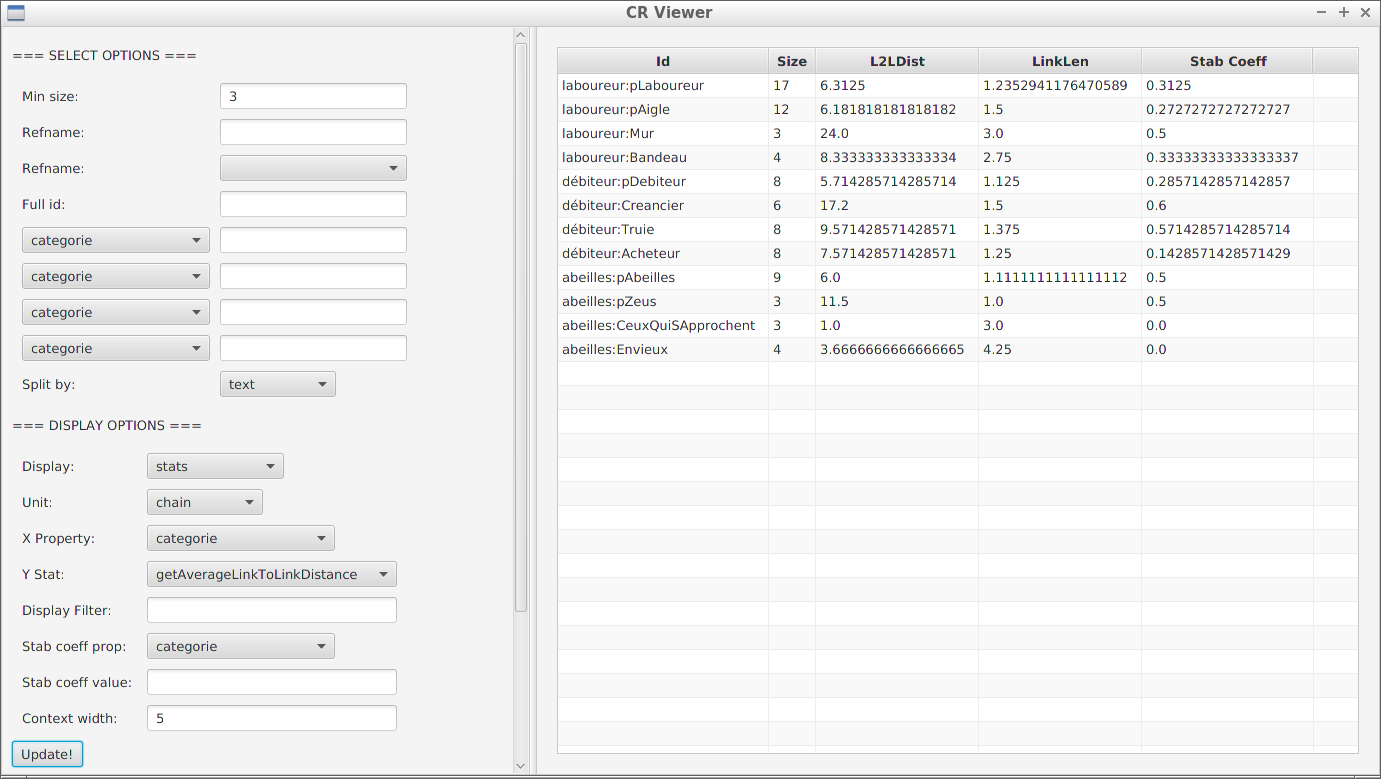 CR Viewer
=== SELECT OPTIONS ===
Min size: 3
Refname:
Refname:
Full id:
categorie
categorie
categorie
categorie
Split by: text
=== DISPLAY OPTIONS ===
Display: stats
Unit: chain
X Property: categorie
Y Stat: getAverageLinkToLinkDistance
Display Filter:
Stab coeff prop: categorie
Stab coeff value:
Context width: 5
Update!
Id Size L2LDist LinkLen Stab Coeff
laboureur:pLaboureur 17 6.3125 1.2352941176470589 0.3125
laboureur:pAigle 12 6.181818181818182 1.5 0.2727272727272727
laboureur:Mur 3 24.0 3.0 0.5
laboureur:Bandeau 4 8.333333333333334 2.75 0.33333333333333337
débiteur:pDebiteur 8 5.714285714285714 1.125 0.2857142857142857
débiteur:Creancier 6 17.2 1.5 0.6
débiteur:Truie 8 9.571428571428571 1.375 0.5714285714285714
débiteur:Acheteur 8 7.571428571428571 1.25 0.1428571428571429
abeilles:pAbeilles 9 6.0 1.1111111111111112 0.5
abeilles:pZeus 3 11.5 1.0 0.5
abeilles:CeuxQuiSApprochent 3 1.0 3.0 0.0
abeilles:Envieux 4 3.6666666666666665 4.25 0.0